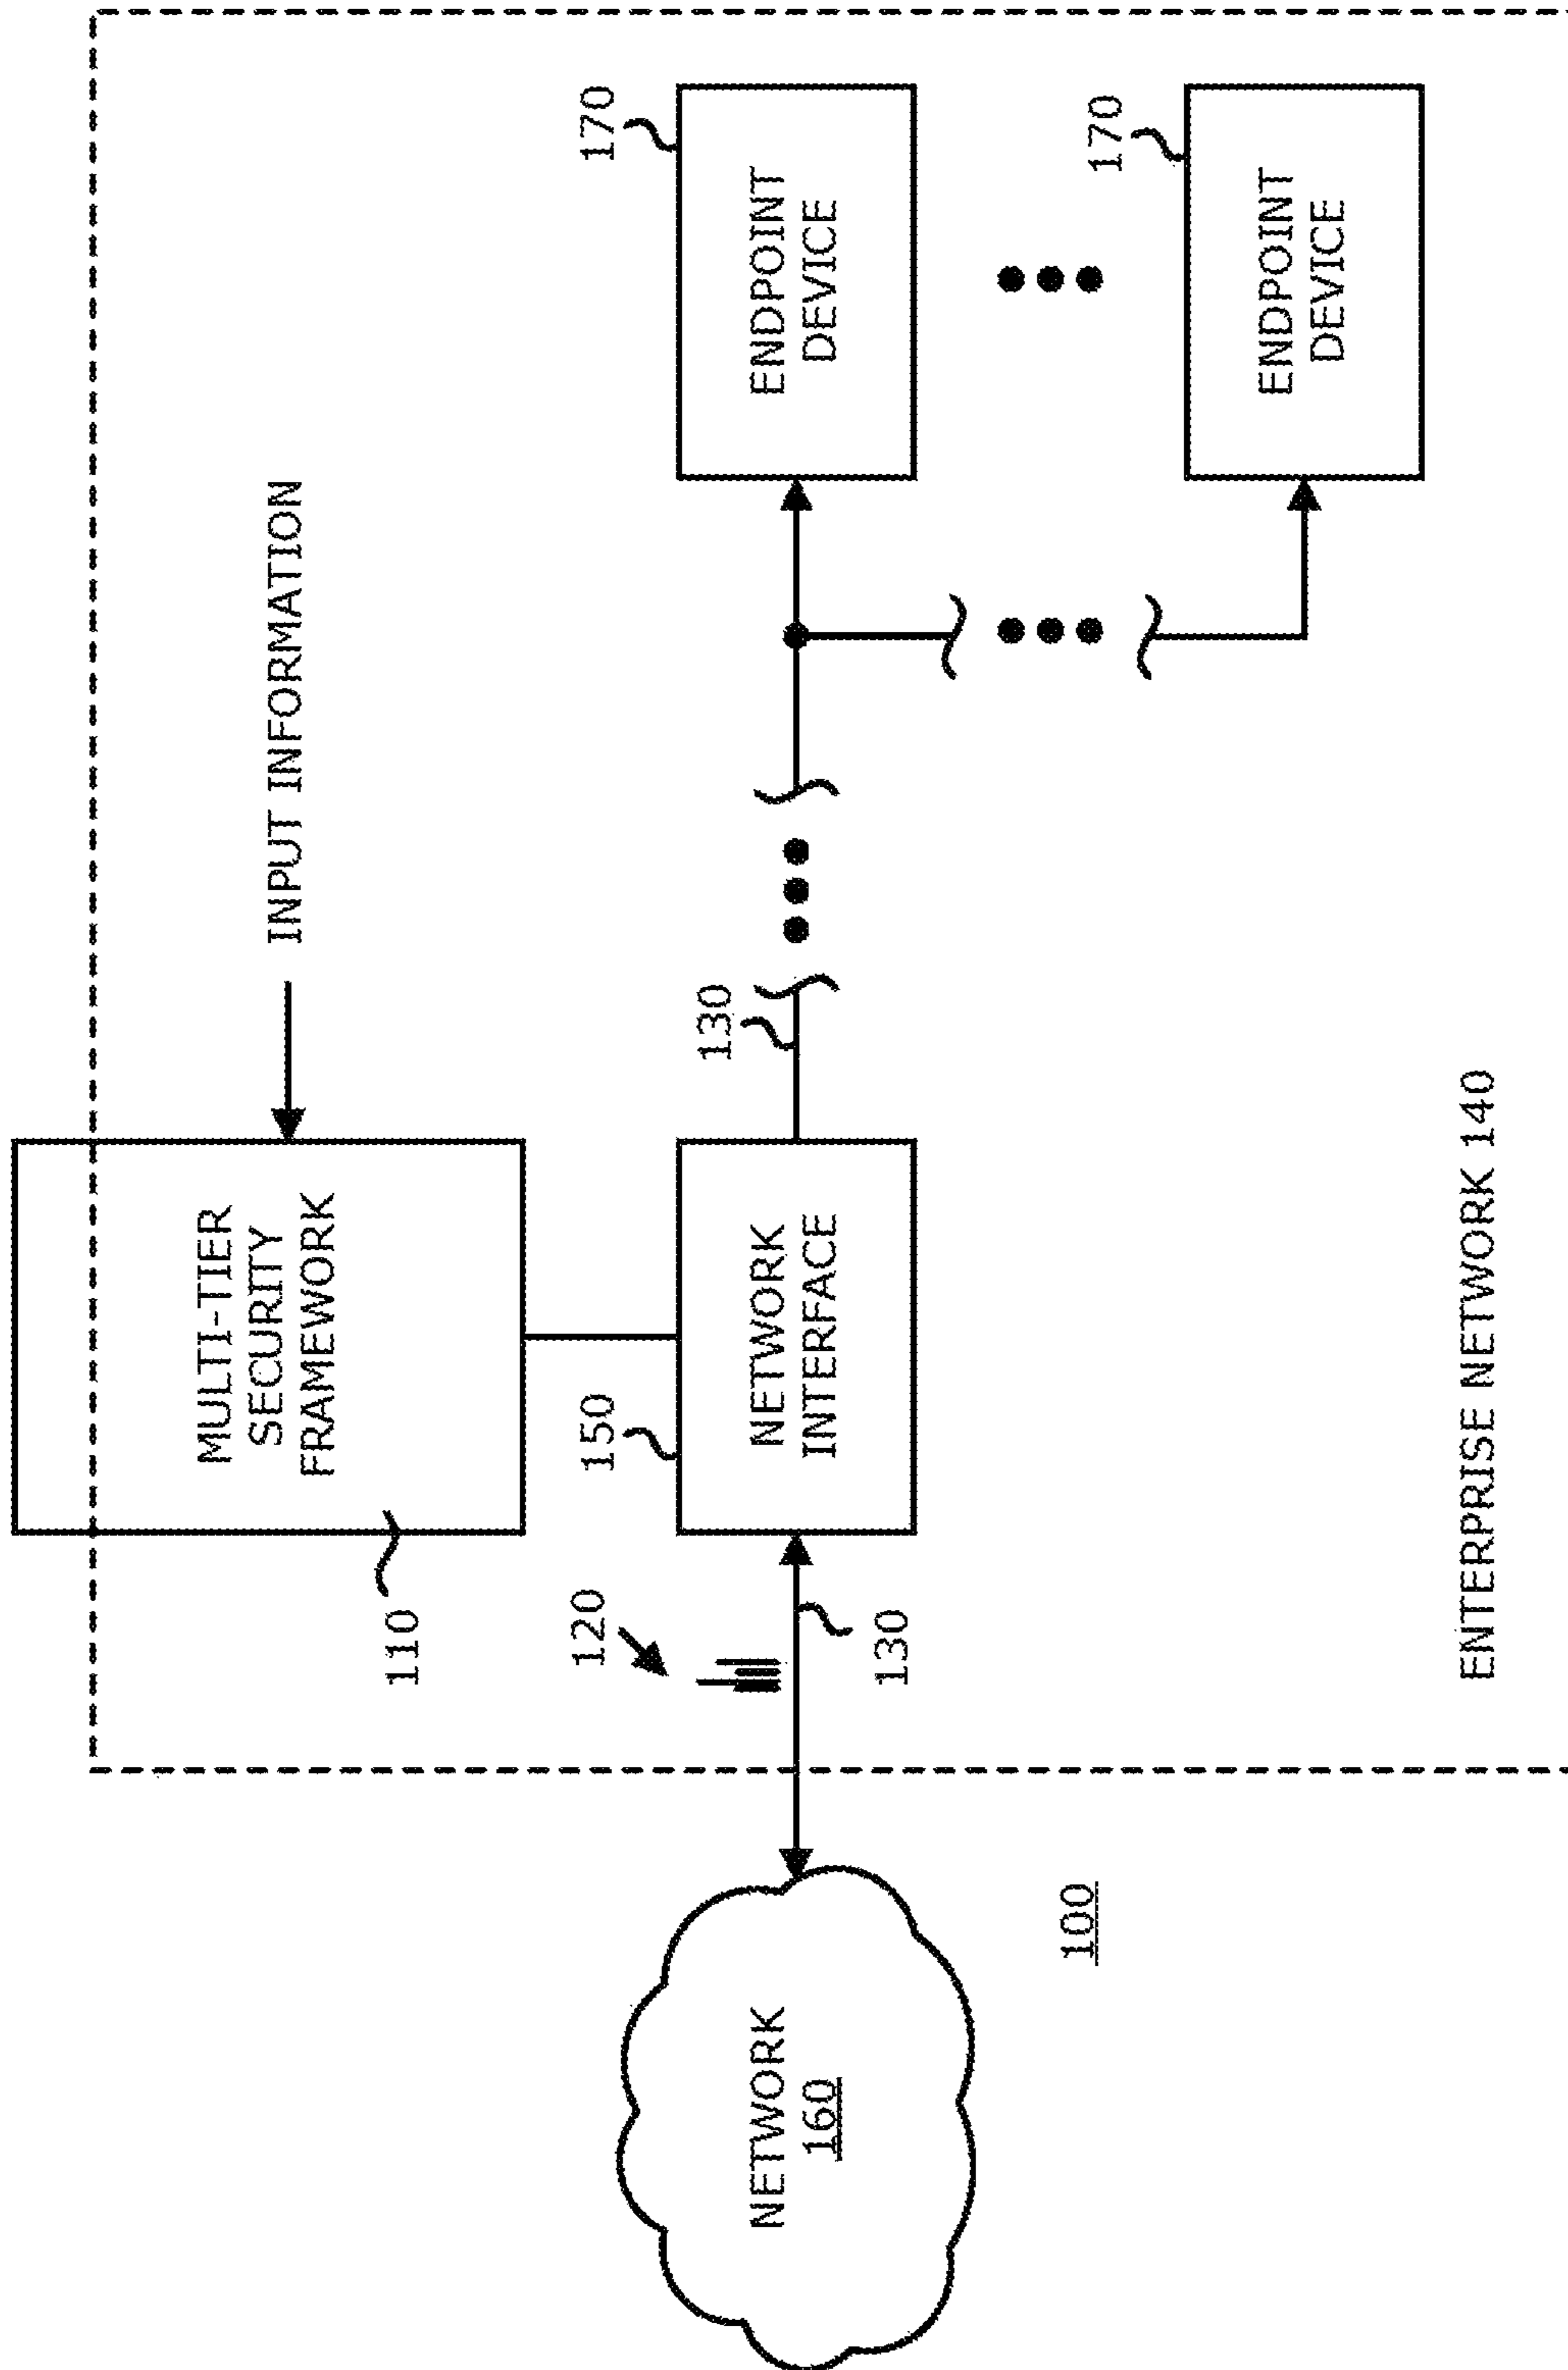 INPUT INFORMATION
MULTI-TIER
SECURITY
FRAMEWORK
110
120
150
130
170
NETWORK
160
NETWORK
INTERFACE
ENDPOINT
DEVICE
130
100
170
ENDPOINT
DEVICE
ENTERPRISE NETWORK 140